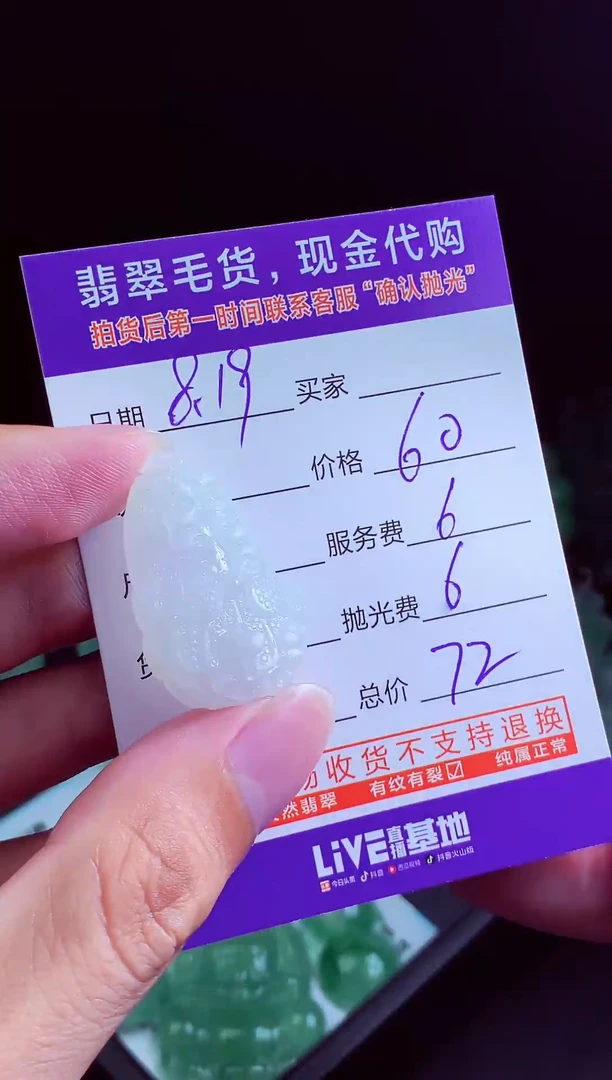 翡翠毛货，现金代购
拍货后第一时间联系客服“确认抛光”
日期 8.19 买家
价格 60
服务费 6
抛光费 6
总价 72
收货不支持退换
然翡翠 有纹有裂☑ 纯属正常
LiVE直播基地
今日头条 抖音 西瓜视频 抖音火山版